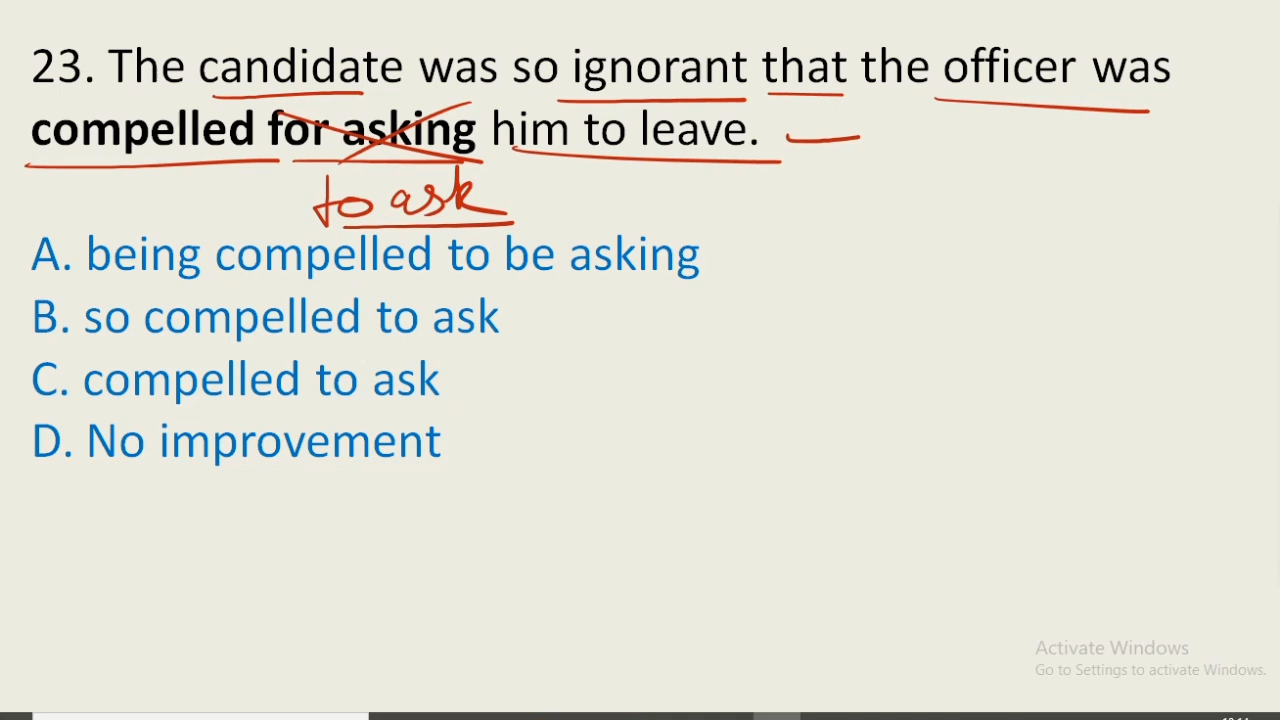 23. The candidate was so ignorant that the officer was
compelled for asking him to leave.
to ask
A. being compelled to be asking
B. so compelled to ask
C. compelled to ask
D. No improvement
Activate Windows
Go to Settings to activate Windows.